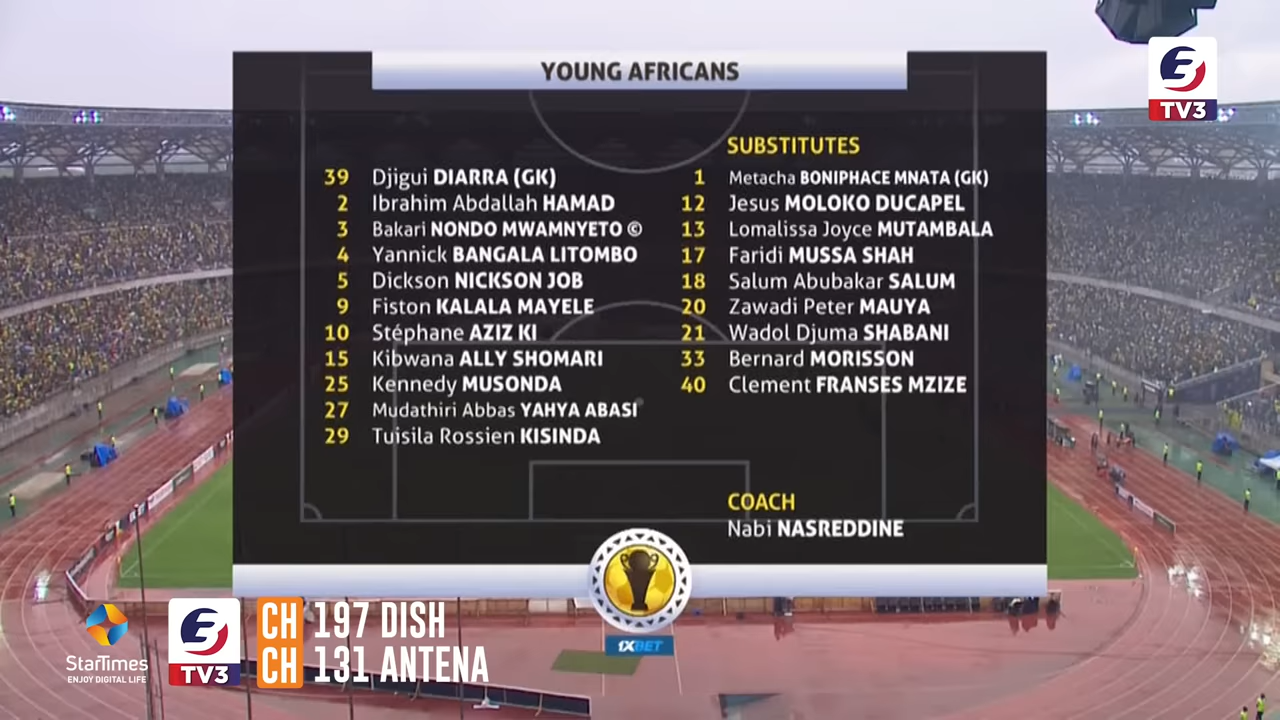 YOUNG AFRICANS
TV3
39 Djigui DIARRA (GK)
2 Ibrahim Abdallah HAMAD
3 Bakari NONDO MWAMNYETO ©
4 Yannick BANGALA LITOMBO
5 Dickson NICKSON JOB
9 Fiston KALALA MAYELE
10 Stéphane AZIZ KI
15 Kibwana ALLY SHOMARI
25 Kennedy MUSONDA
27 Mudathiri Abbas YAHYA ABASI
29 Tuisila Rossien KISINDA
SUBSTITUTES
1 Metacha BONIPHACE MNATA (GK)
12 Jesus MOLOKO DUCAPEL
13 Lomalissa Joyce MUTAMBALA
17 Faridi MUSSA SHAH
18 Salum Abubakar SALUM
20 Zawadi Peter MAUYA
21 Wadol Djuma SHABANI
33 Bernard MORISSON
40 Clement FRANSES MZIZE
COACH
Nabi NASREDDINE
1XBET
StarTimes
ENJOY DIGITAL LIFE
TV3
CH 197 DISH
CH 131 ANTENA